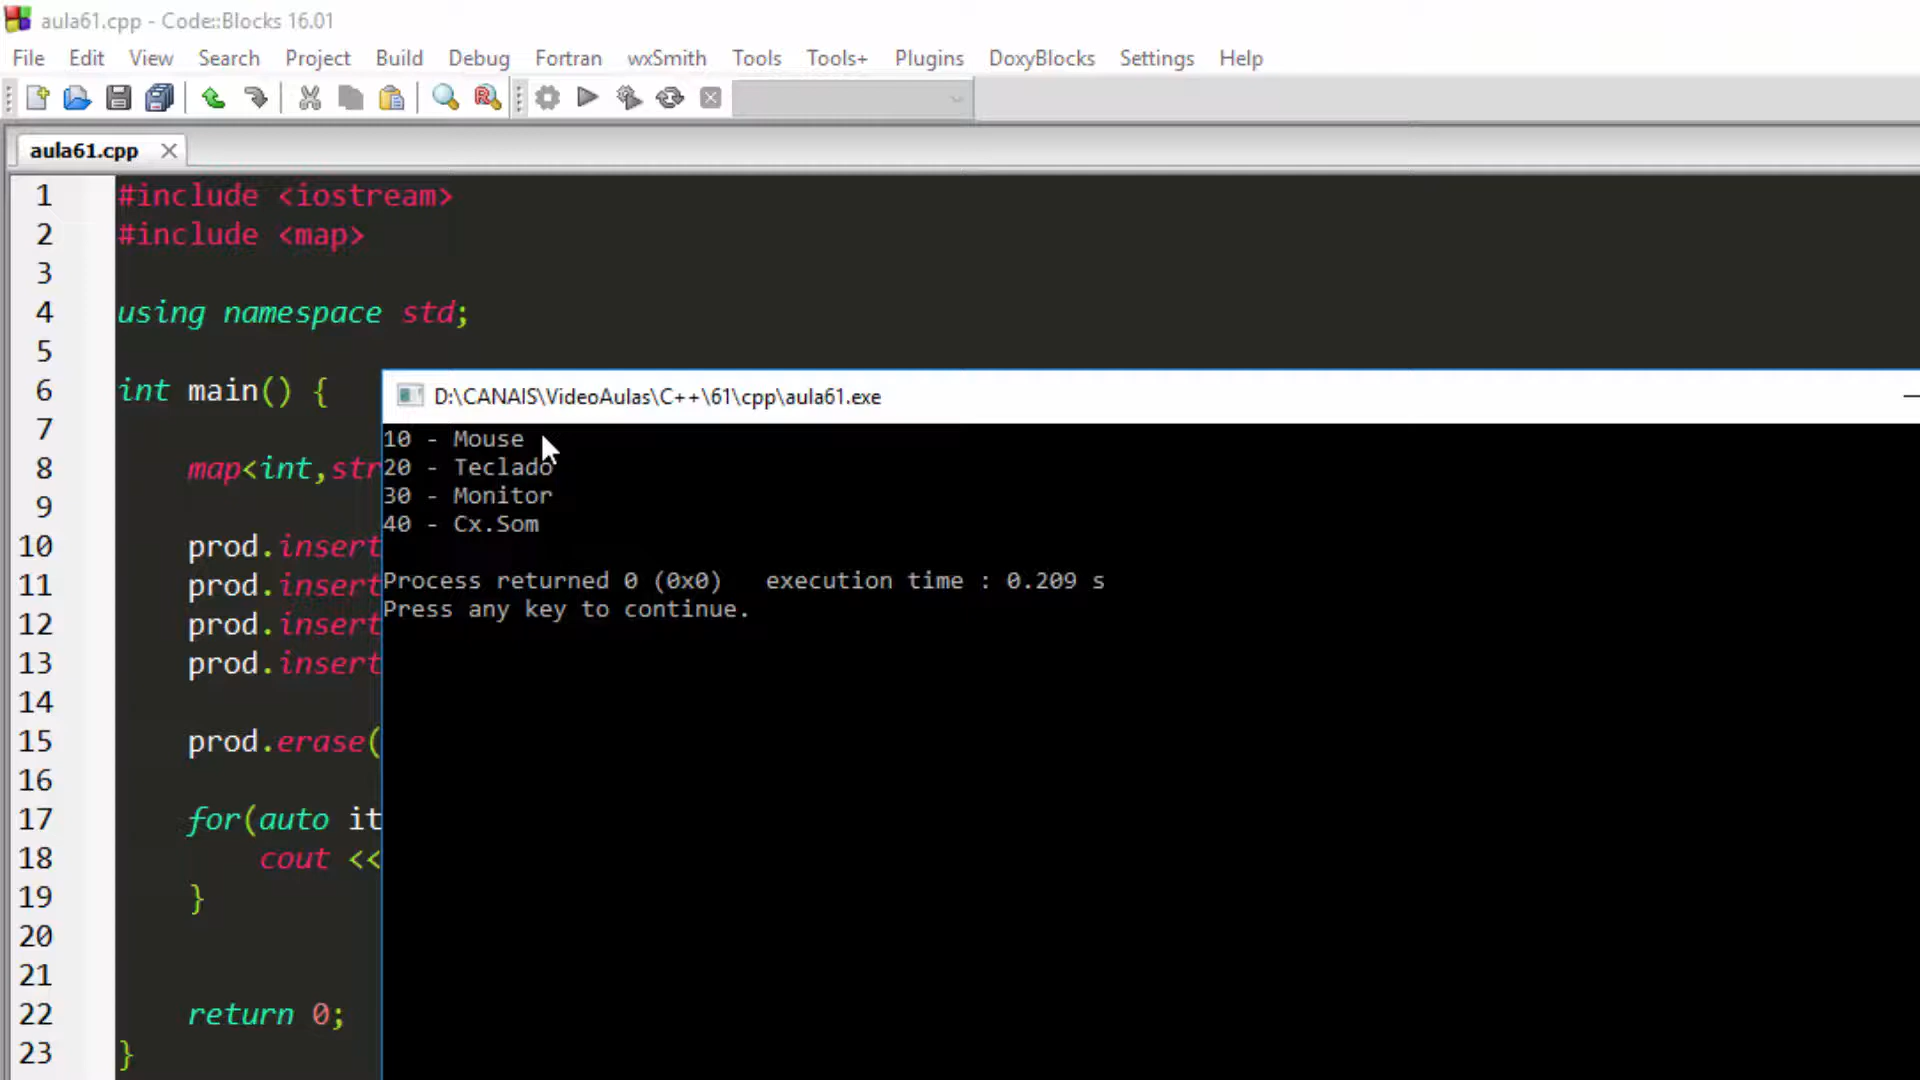 aula61.cpp - Code::Blocks 16.01
File Edit View Search Project Build Debug Fortran wxSmith Tools Tools+ Plugins DoxyBlocks Settings Help
aula61.cpp
1 #include <iostream>
2 #include <map>
3
4 using namespace std;
5
6 int main() {
7
8 map<int,str
9
10 prod.insert
11 prod.insert
12 prod.insert
13 prod.insert
14
15 prod.erase(
16
17 for(auto it
18 cout <<
19 }
20
21
22 return 0;
23 }
D:\CANAIS\VideoAulas\C++\61\cpp\aula61.exe
10 - Mouse
20 - Teclado
30 - Monitor
40 - Cx.Som
Process returned 0 (0x0) execution time : 0.209 s
Press any key to continue.